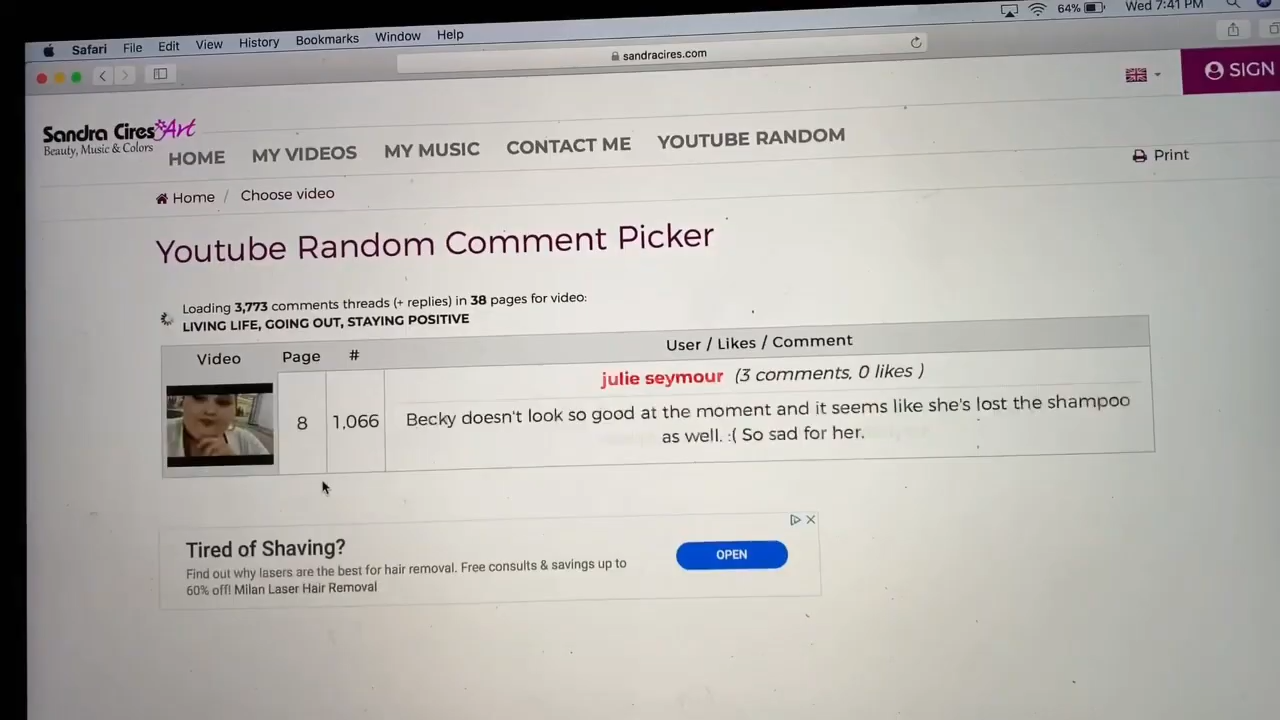 Safari File Edit View History Bookmarks Window Help 64% Wed 7:41 PM
sandracires.com
SIGN
Sandra Cires Art
Beauty, Music & Colors
HOME MY VIDEOS MY MUSIC CONTACT ME YOUTUBE RANDOM
Print
Home / Choose video
Youtube Random Comment Picker
Loading 3,773 comments threads (+ replies) in 38 pages for video:
LIVING LIFE, GOING OUT, STAYING POSITIVE
Video Page # User / Likes / Comment
julie seymour (3 comments, 0 likes )
8 1,066 Becky doesn't look so good at the moment and it seems like she's lost the shampoo
as well. :( So sad for her.
Tired of Shaving?
Find out why lasers are the best for hair removal. Free consults & savings up to
60% off! Milan Laser Hair Removal
OPEN